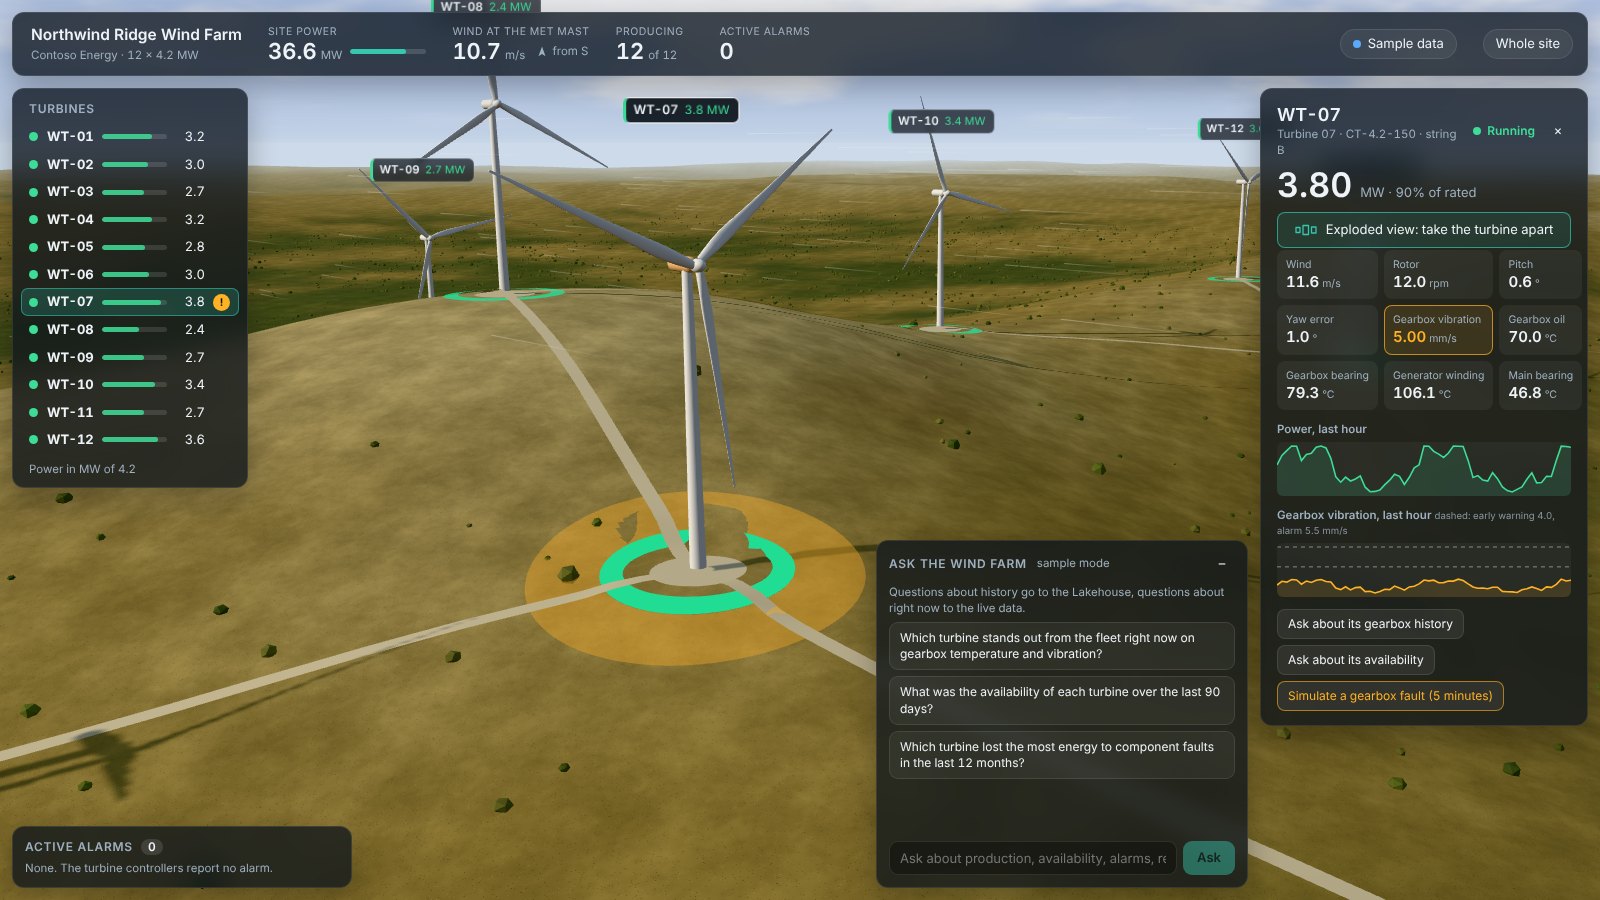 WT-08 2.4 MW
Northwind Ridge Wind Farm
Contoso Energy · 12 × 4.2 MW
SITE POWER
36.6 MW
WIND AT THE MET MAST
10.7 m/s from S
PRODUCING
12 of 12
ACTIVE ALARMS
0
Sample data
Whole site
TURBINES
WT-01 3.2
WT-02 3.0
WT-03 2.7
WT-04 3.2
WT-05 2.8
WT-06 3.0
WT-07 3.8 !
WT-08 2.4
WT-09 2.7
WT-10 3.4
WT-11 2.7
WT-12 3.6
Power in MW of 4.2
WT-09 2.7 MW
WT-07 3.8 MW
WT-10 3.4 MW
WT-12
WT-07
Turbine 07 · CT-4.2-150 · string
B
Running ×
3.80 MW · 90% of rated
Exploded view: take the turbine apart
Wind
11.6 m/s
Rotor
12.0 rpm
Pitch
0.6 °
Yaw error
1.0 °
Gearbox vibration
5.00 mm/s
Gearbox oil
70.0 °C
Gearbox bearing
79.3 °C
Generator winding
106.1 °C
Main bearing
46.8 °C
Power, last hour
Gearbox vibration, last hour dashed: early warning 4.0,
alarm 5.5 mm/s
Ask about its gearbox history
Ask about its availability
Simulate a gearbox fault (5 minutes)
ASK THE WIND FARM sample mode –
Questions about history go to the Lakehouse, questions about
right now to the live data.
Which turbine stands out from the fleet right now on
gearbox temperature and vibration?
What was the availability of each turbine over the last 90
days?
Which turbine lost the most energy to component faults
in the last 12 months?
Ask about production, availability, alarms, re
Ask
ACTIVE ALARMS 0
None. The turbine controllers report no alarm.